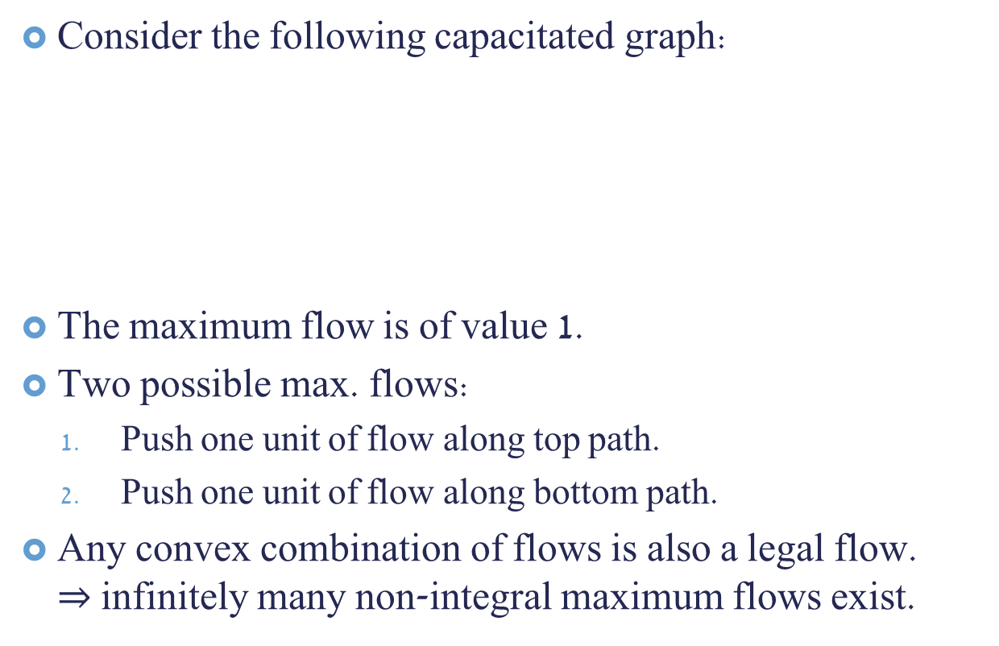 Consider the following capacitated graph:
The maximum flow is of value 1.
Two possible max. flows:
1. Push one unit of flow along top path.
2. Push one unit of flow along bottom path.
Any convex combination of flows is also a legal flow.
⇒ infinitely many non-integral maximum flows exist.